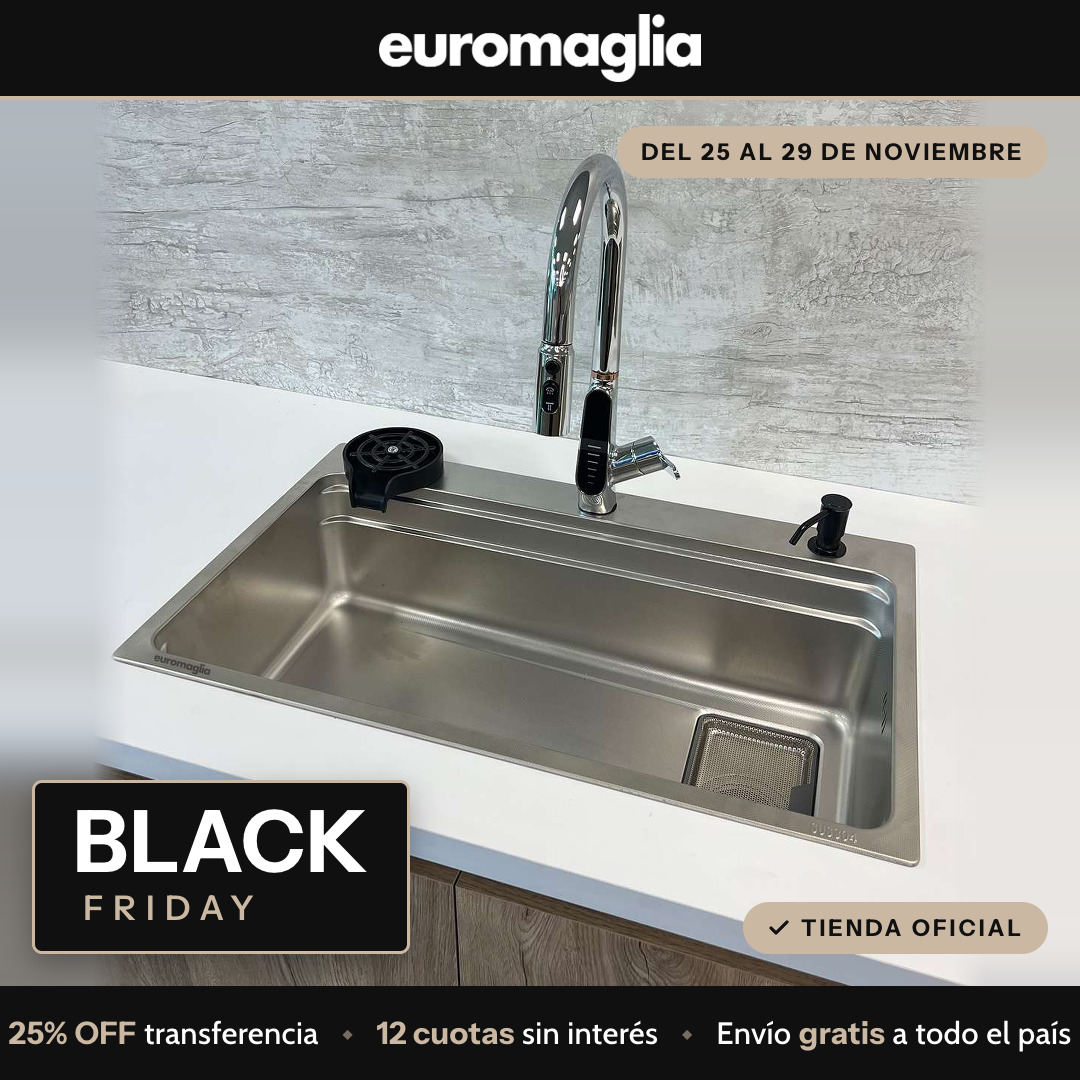 euromaglia
DEL 25 AL 29 DE NOVIEMBRE
euromaglia
SUS304
BLACK
FRIDAY
✓ TIENDA OFICIAL
25% OFF transferencia ◆ 12 cuotas sin interés ◆ Envío gratis a todo el país